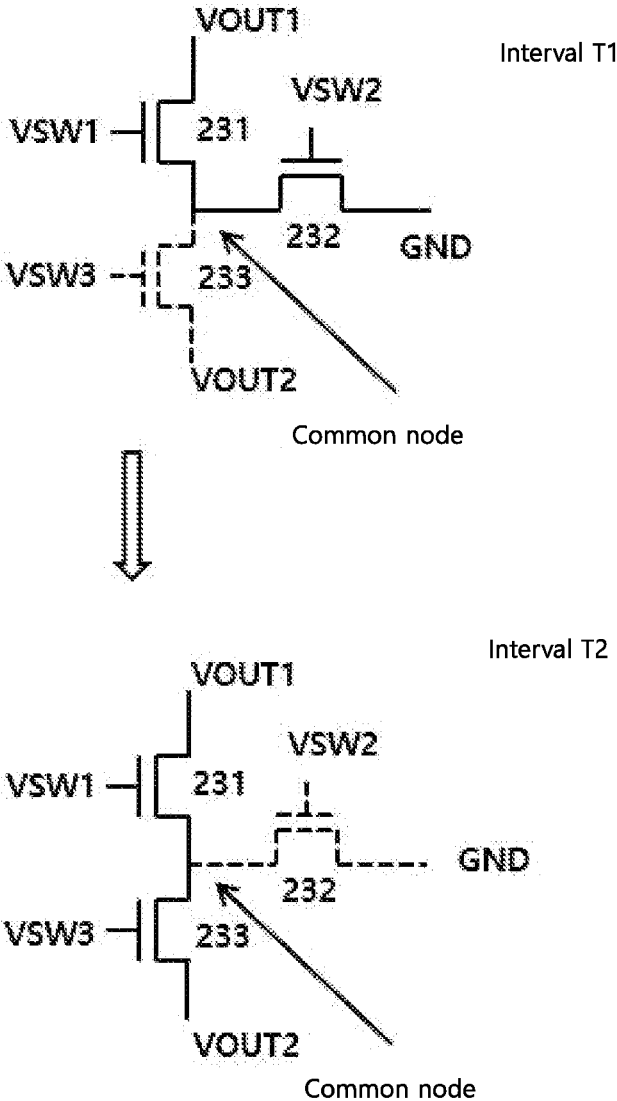 VOUT1
Interval T1
VSW2
VSW1
231
232
GND
VSW3
233
VOUT2
Common node
Interval T2
VOUT1
VSW2
VSW1
231
GND
232
VSW3
233
VOUT2
Common node